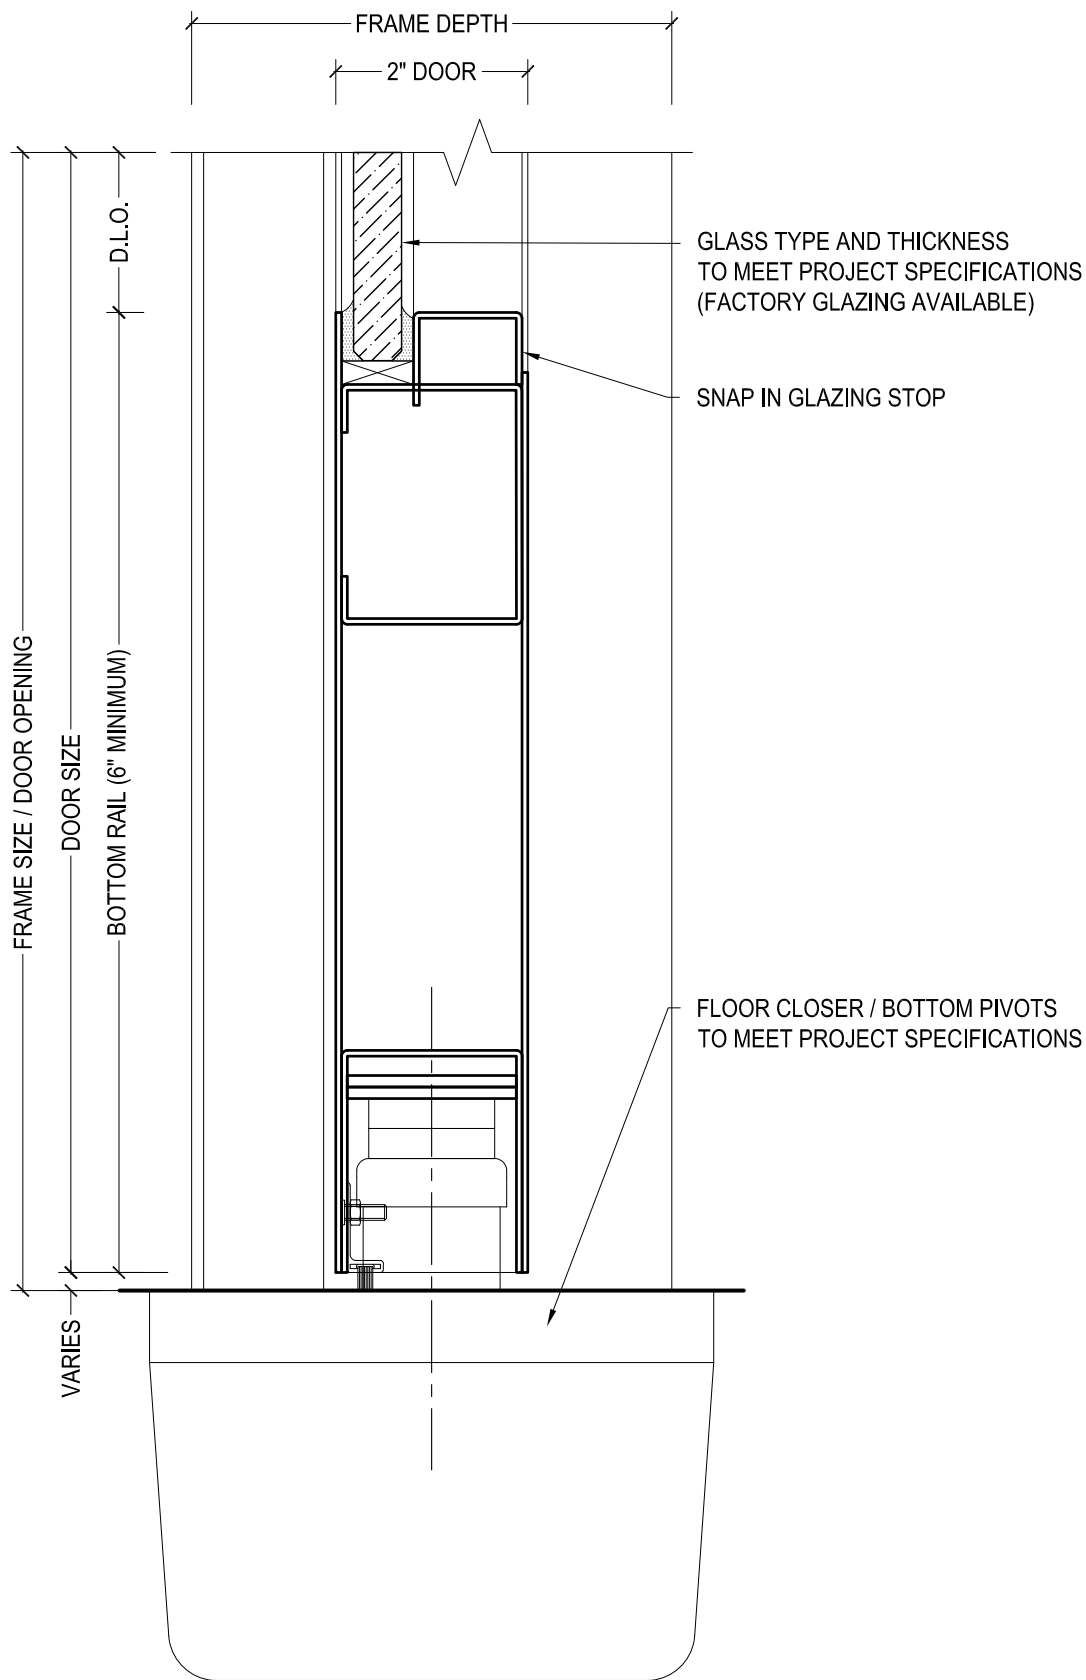 FRAME DEPTH
2" DOOR
D.L.O.
GLASS TYPE AND THICKNESS
TO MEET PROJECT SPECIFICATIONS
(FACTORY GLAZING AVAILABLE)
SNAP IN GLAZING STOP
FRAME SIZE / DOOR OPENING
DOOR SIZE
BOTTOM RAIL (6" MINIMUM)
FLOOR CLOSER / BOTTOM PIVOTS
TO MEET PROJECT SPECIFICATIONS
VARIES